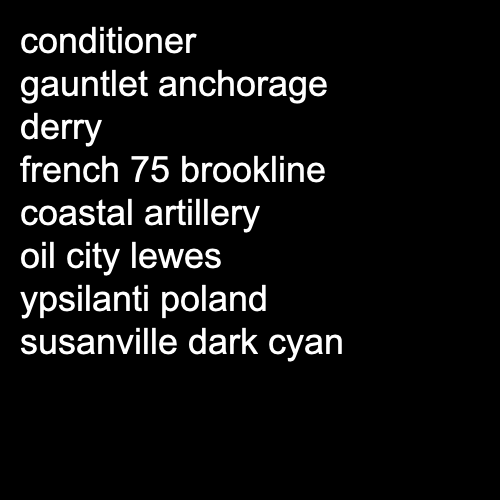 conditioner
gauntlet anchorage
derry
french 75 brookline
coastal artillery
oil city lewes
ypsilanti poland
susanville dark cyan